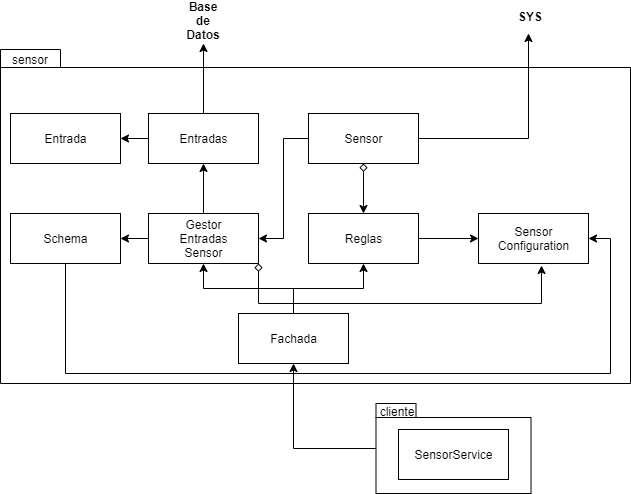 Base
de
Datos
SYS
sensor
Entrada
Entradas
Sensor
Schema
Gestor
Entradas
Sensor
Reglas
Sensor
Configuration
Fachada
cliente
SensorService